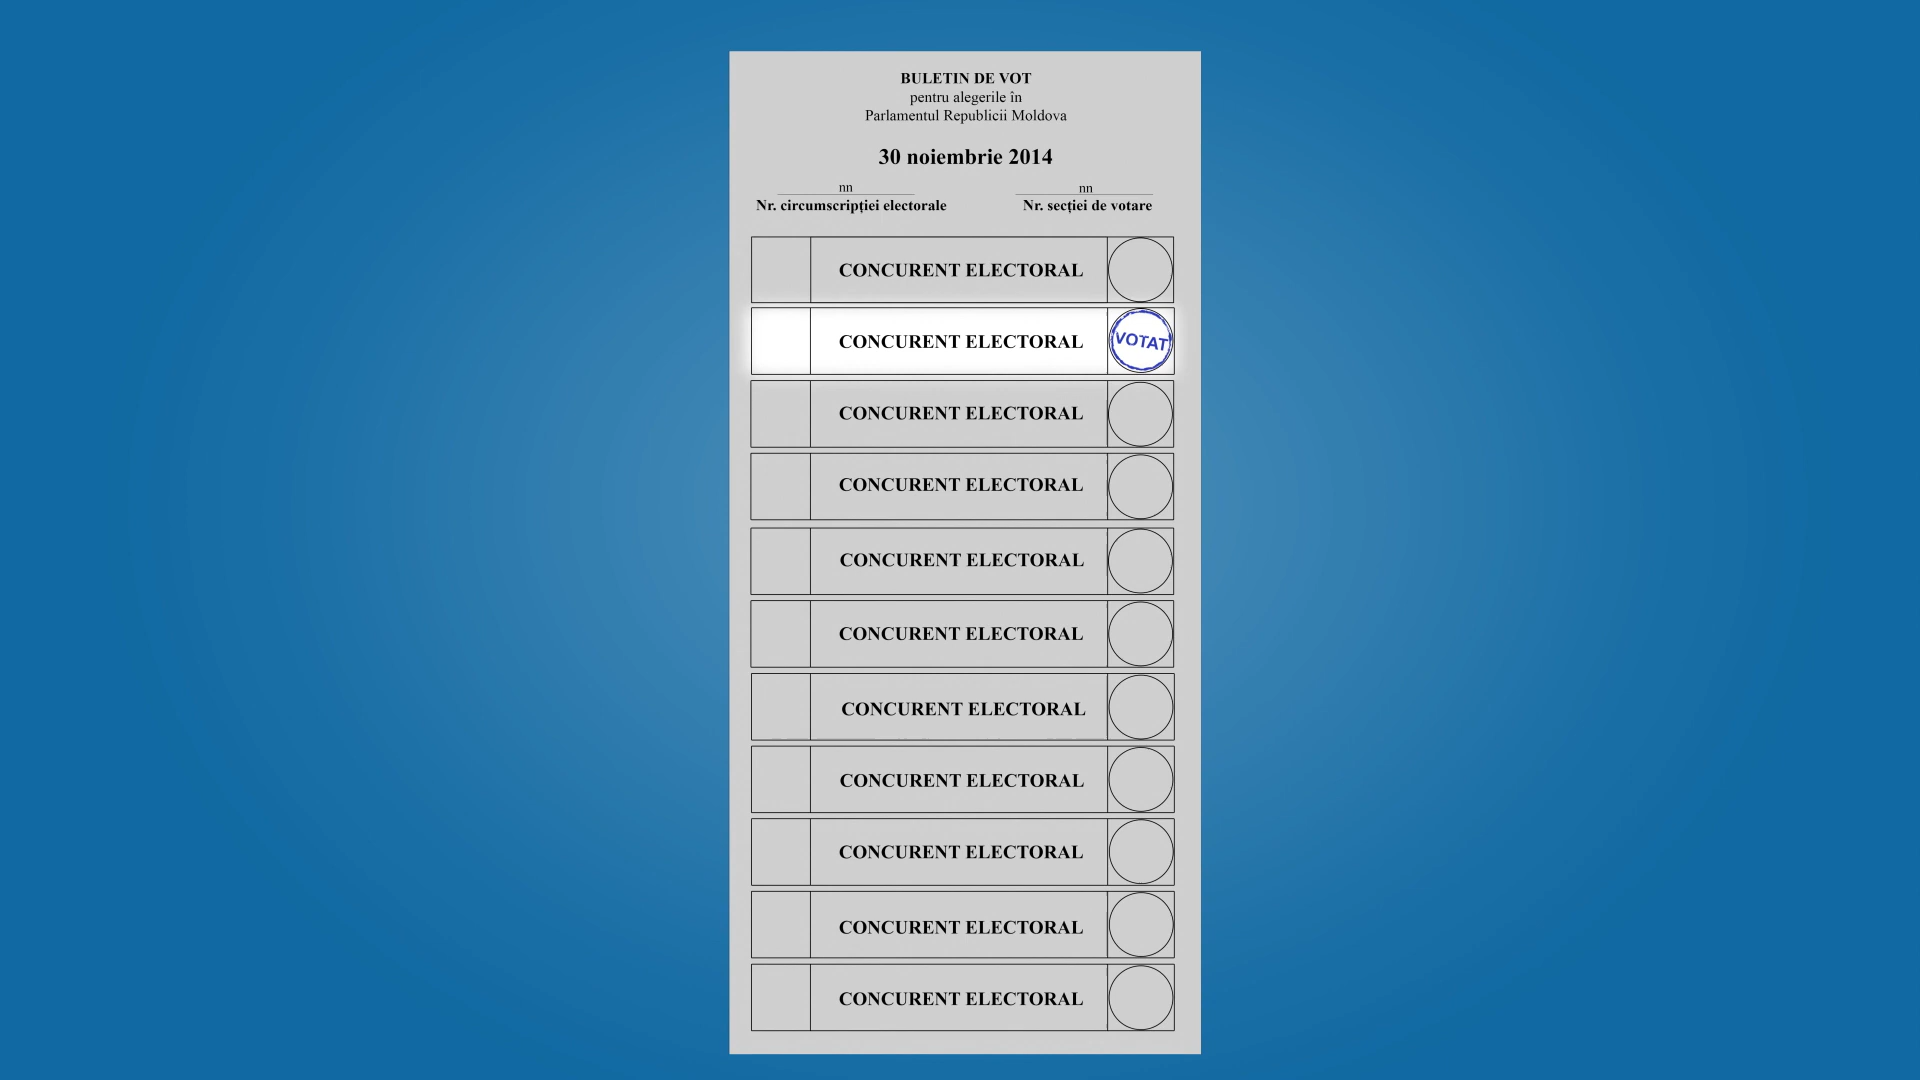 BULETIN DE VOT
pentru alegerile în
Parlamentul Republicii Moldova
30 noiembrie 2014
nn nn
Nr. circumscripţiei electorale Nr. secţiei de votare
CONCURENT ELECTORAL
CONCURENT ELECTORAL VOTAT
CONCURENT ELECTORAL
CONCURENT ELECTORAL
CONCURENT ELECTORAL
CONCURENT ELECTORAL
CONCURENT ELECTORAL
CONCURENT ELECTORAL
CONCURENT ELECTORAL
CONCURENT ELECTORAL
CONCURENT ELECTORAL